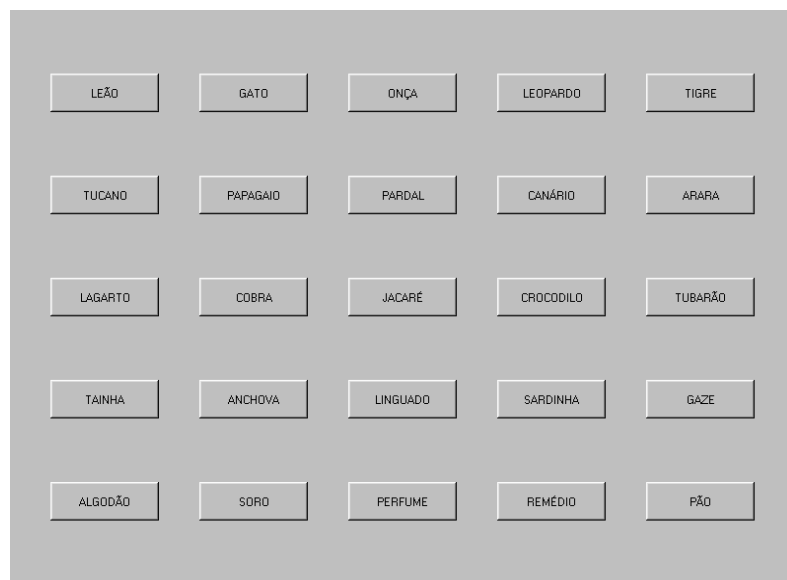 LEÃO GATO ONÇA LEOPARDO TIGRE
TUCANO PAPAGAIO PARDAL CANÁRIO ARARA
LAGARTO COBRA JACARÉ CROCODILO TUBARÃO
TAINHA ANCHOVA LINGUADO SARDINHA GAZE
ALGODÃO SORO PERFUME REMÉDIO PÃO